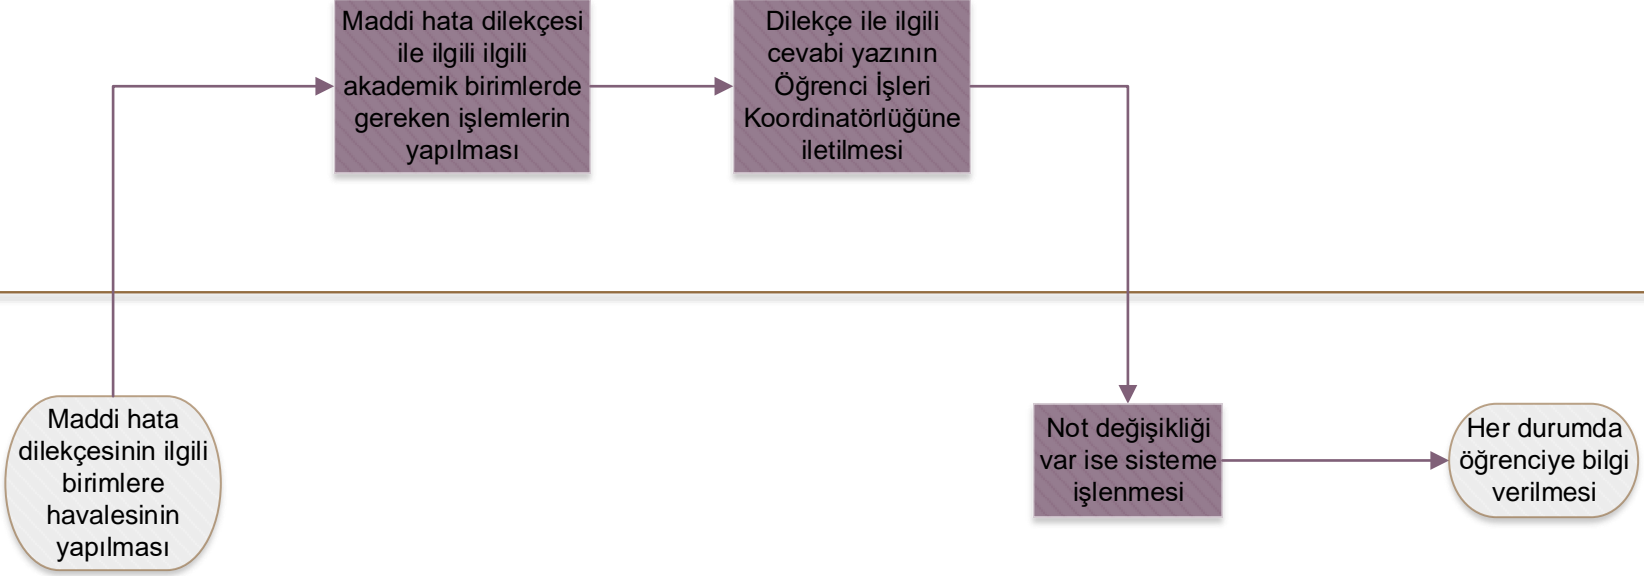 Maddi hata dilekçesi
ile ilgili ilgili
akademik birimlerde
gereken işlemlerin
yapılması
Dilekçe ile ilgili
cevabi yazının
Öğrenci İşleri
Koordinatörlüğüne
iletilmesi
Maddi hata
dilekçesinin ilgili
birimlere
havalesinin
yapılması
Not değişikliği
var ise sisteme
işlenmesi
Her durumda
öğrenciye bilgi
verilmesi